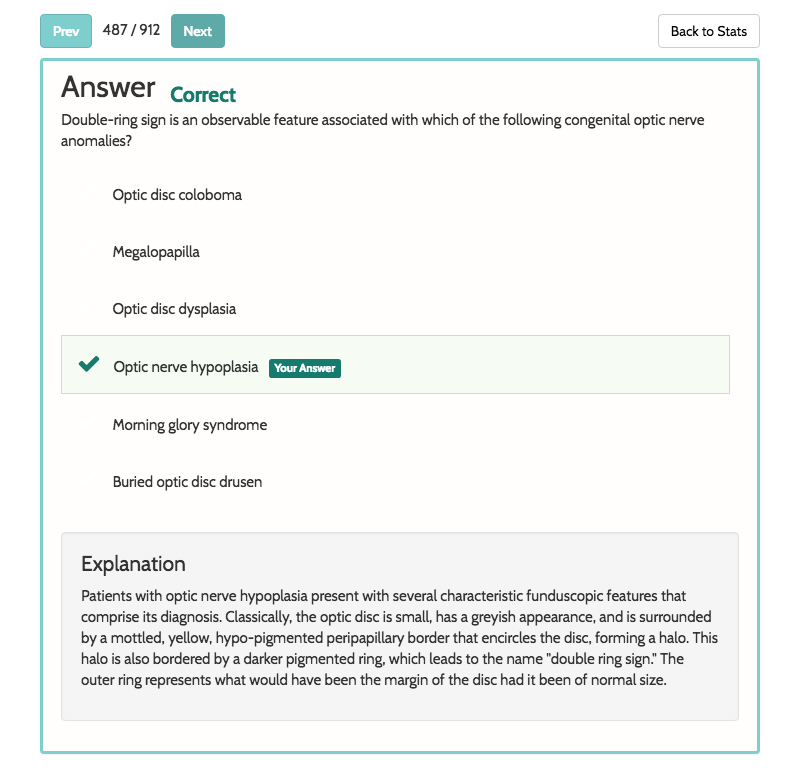 Prev 487 / 912 Next Back to Stats
Answer Correct
Double-ring sign is an observable feature associated with which of the following congenital optic nerve
anomalies?
Optic disc coloboma
Megalopapilla
Optic disc dysplasia
Optic nerve hypoplasia Your Answer
Morning glory syndrome
Buried optic disc drusen
Explanation
Patients with optic nerve hypoplasia present with several characteristic funduscopic features that
comprise its diagnosis. Classically, the optic disc is small, has a greyish appearance, and is surrounded
by a mottled, yellow, hypo-pigmented peripapillary border that encircles the disc, forming a halo. This
halo is also bordered by a darker pigmented ring, which leads to the name "double ring sign." The
outer ring represents what would have been the margin of the disc had it been of normal size.